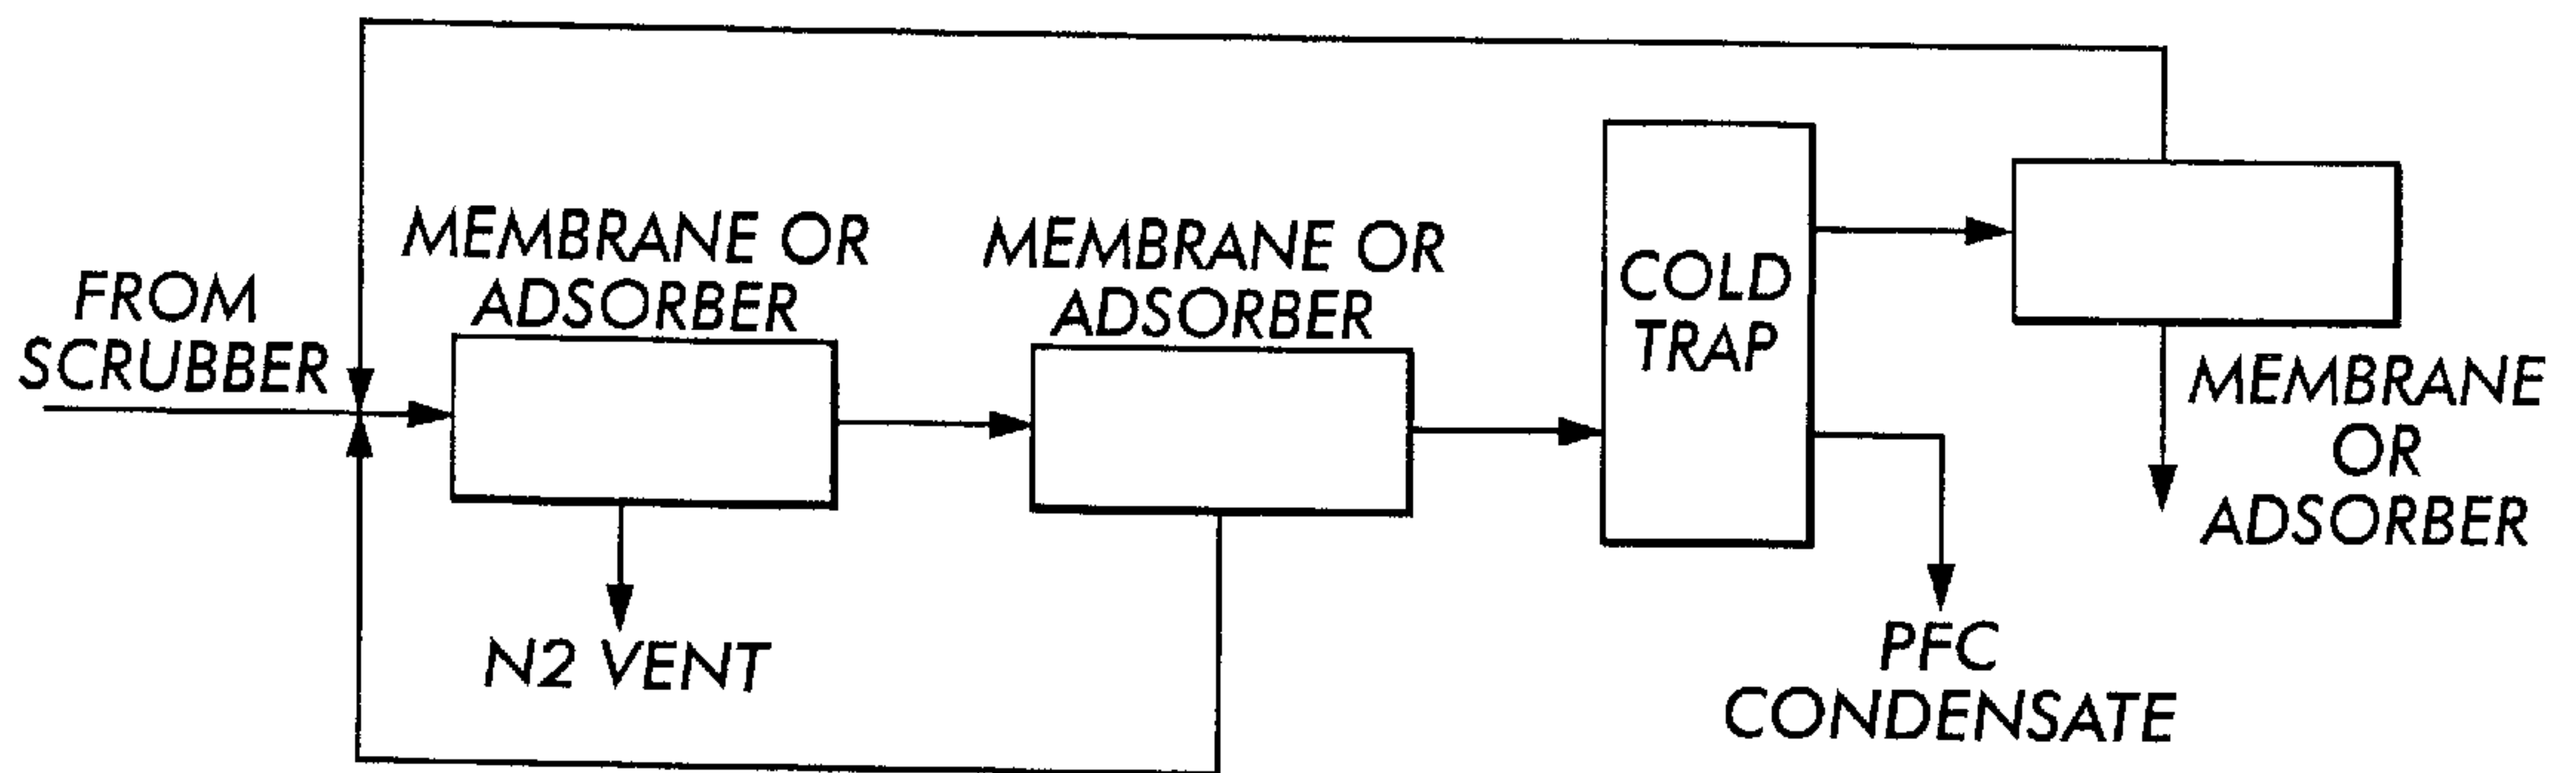 FROM
SCRUBBER
MEMBRANE OR
ADSORBER
N2 VENT
MEMBRANE OR
ADSORBER
COLD
TRAP
PFC
CONDENSATE
MEMBRANE
OR
ADSORBER